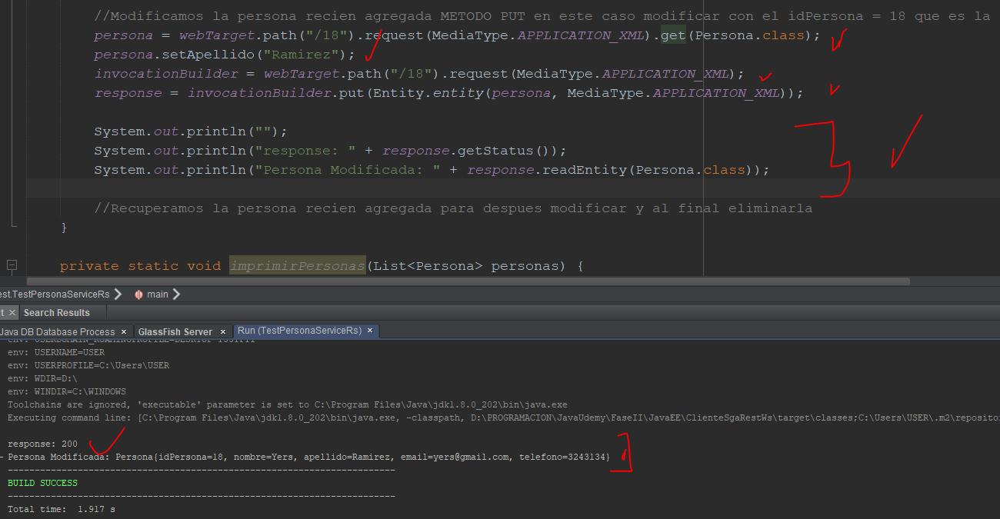 //Modificamos la persona recien agregada METODO PUT en este caso modificar con el idPersona = 18 que es la
persona = webTarget.path("/18").request(MediaType.APPLICATION_XML).get(Persona.class);
persona.setApellido("Ramirez");
invocationBuilder = webTarget.path("/18").request(MediaType.APPLICATION_XML);
response = invocationBuilder.put(Entity.entity(persona, MediaType.APPLICATION_XML));
System.out.println("");
System.out.println("response: " + response.getStatus());
System.out.println("Persona Modificada: " + response.readEntity(Persona.class));
//Recuperamos la persona recien agregada para despues modificar y al final eliminarla
}
private static void imprimirPersonas(List<Persona> personas) {
est.TestPersonaServiceRs main
t Search Results
Java DB Database Process GlassFish Server Run (TestPersonaServiceRs)
env: USERNAME=USER
env: USERPROFILE=C:\Users\USER
env: WDIR=D:\
env: WINDIR=C:\WINDOWS
Toolchains are ignored, 'executable' parameter is set to C:\Program Files\Java\jdk1.8.0_202\bin\java.exe
Executing command line: [C:\Program Files\Java\jdk1.8.0_202\bin\java.exe, -classpath, D:\PROGRAMACION\JavaUdemy\FaseII\JavaEE\ClienteSgaRestWs\target\classes;C:\Users\USER\.m2\repositor
response: 200
Persona Modificada: Persona{idPersona=18, nombre=Yers, apellido=Ramirez, email=yers@gmail.com, telefono=3243134}
------------------------------------------------------------------------
BUILD SUCCESS
------------------------------------------------------------------------
Total time: 1.917 s